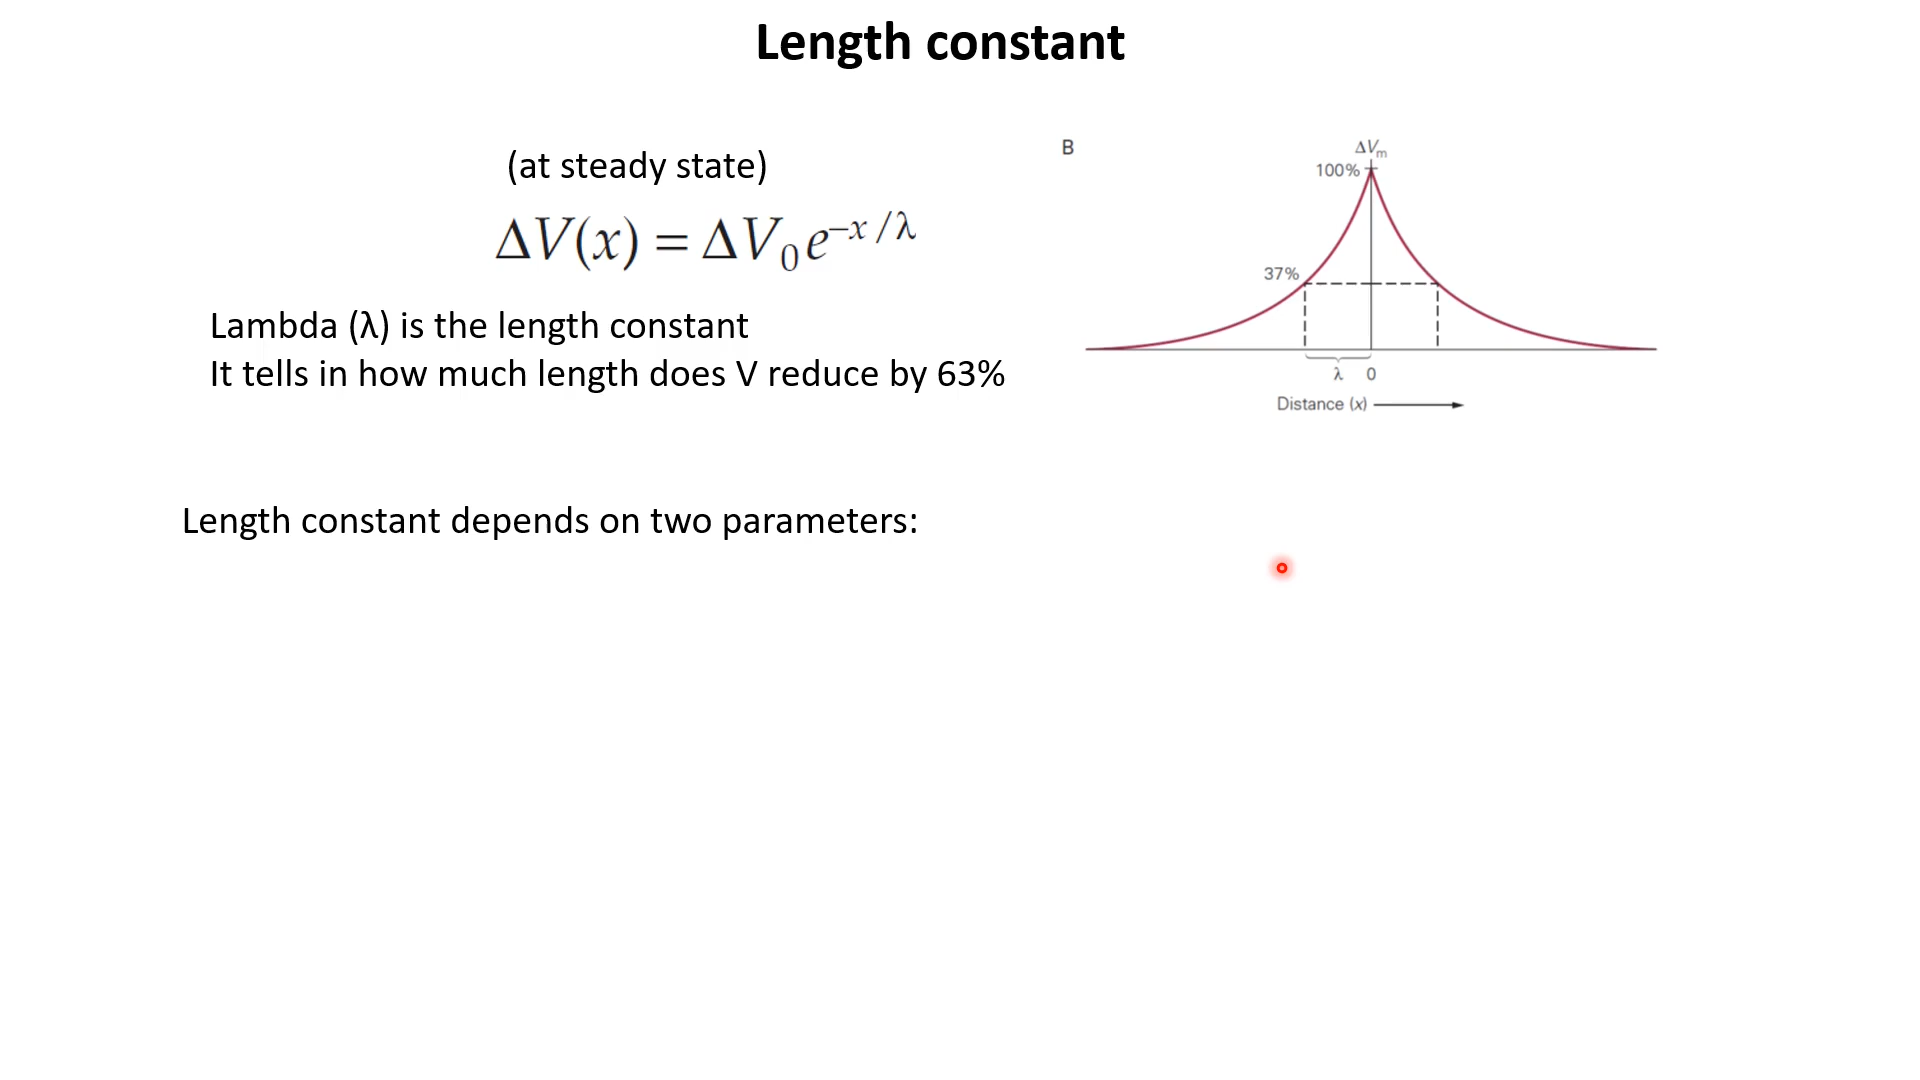 Length constant
(at steady state)
ΔV(x) = ΔV₀e^{–x/λ}
Lambda (λ) is the length constant
It tells in how much length does V reduce by 63%
B
ΔVₘ
100%
37%
λ 0
Distance (x)
Length constant depends on two parameters: